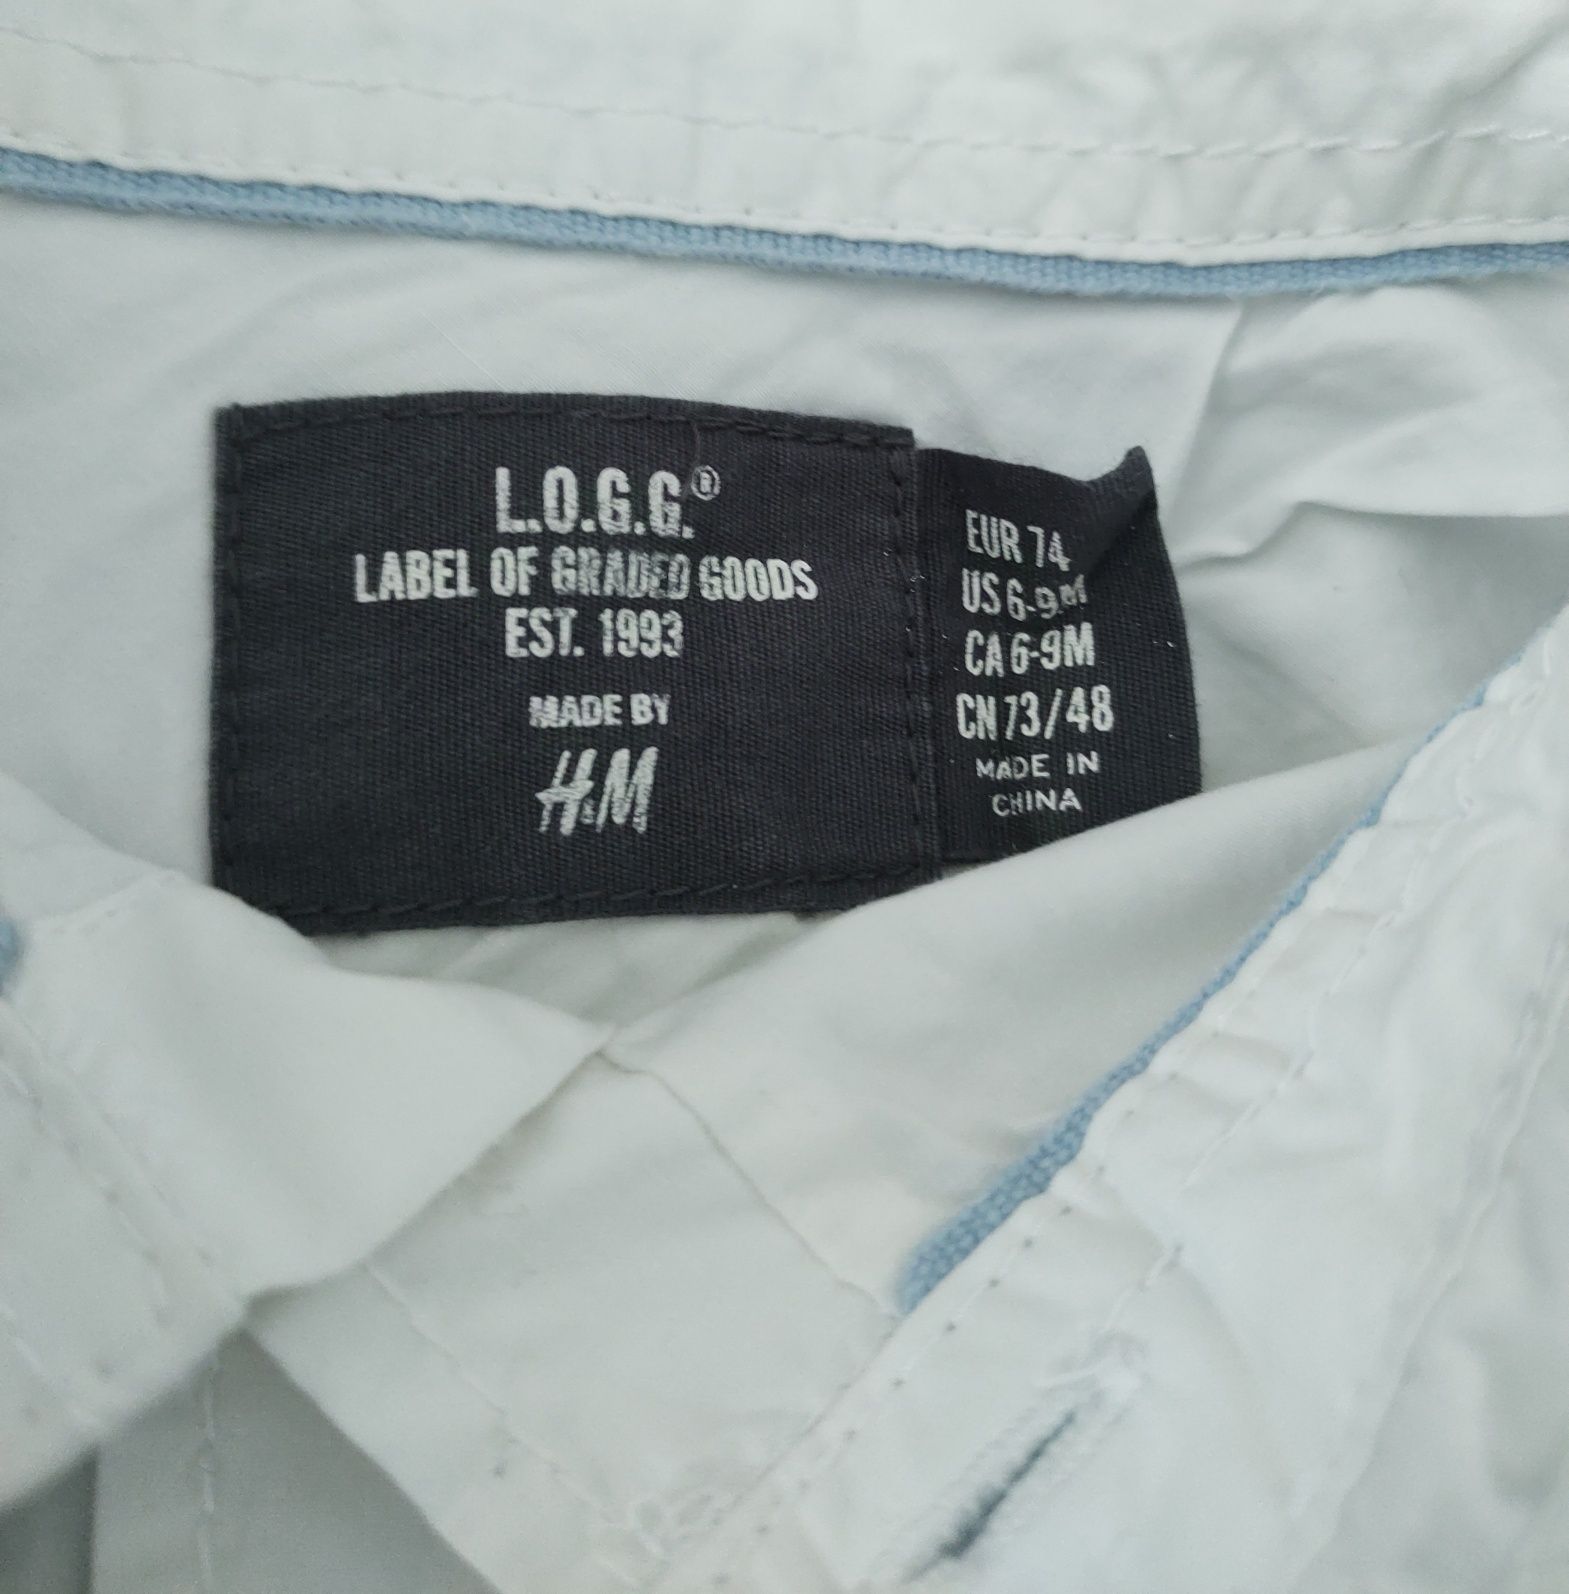 L.O.G.G.®
LABEL OF GRADED GOODS
EST. 1993
MADE BY
H&M
EUR 74
US 6-9M
CA 6-9M
CN 73/48
MADE IN
CHINA